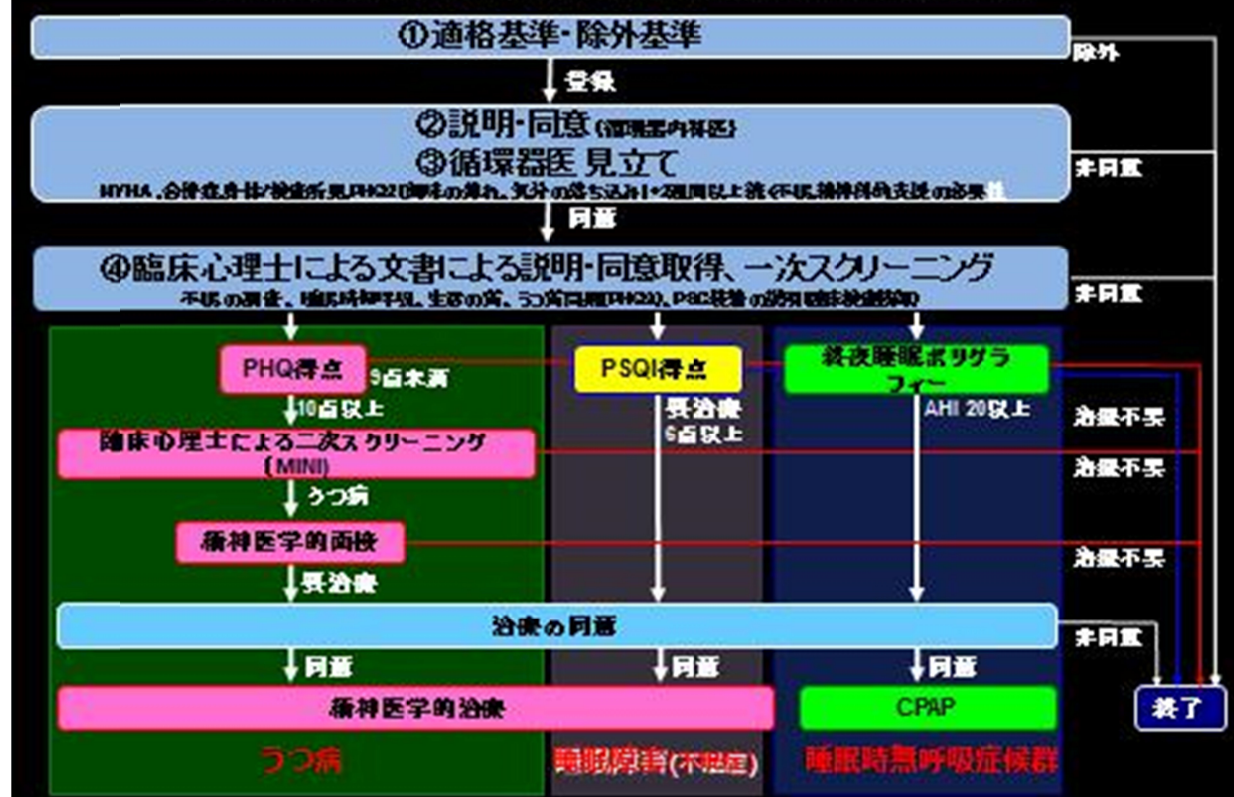 ①適格基準・除外基準
除外
登録
②説明・同意(循環器内科医)
③循環器医 見立て
非同意
同意
④臨床心理士による文書による説明・同意取得、一次スクリーニング
非同意
PHQ得点
9点未満
PSQI得点
終夜睡眠ポリグラフィー
10点以上
要治療
6点以上
AHI 20以上
治療不要
臨床心理士による二次スクリーニング
(MINI)
治療不要
うつ病
精神医学的面接
治療不要
要治療
治療の同意
非同意
同意
同意
同意
精神医学的治療
CPAP
終了
うつ病
睡眠障害(不眠症)
睡眠時無呼吸症候群